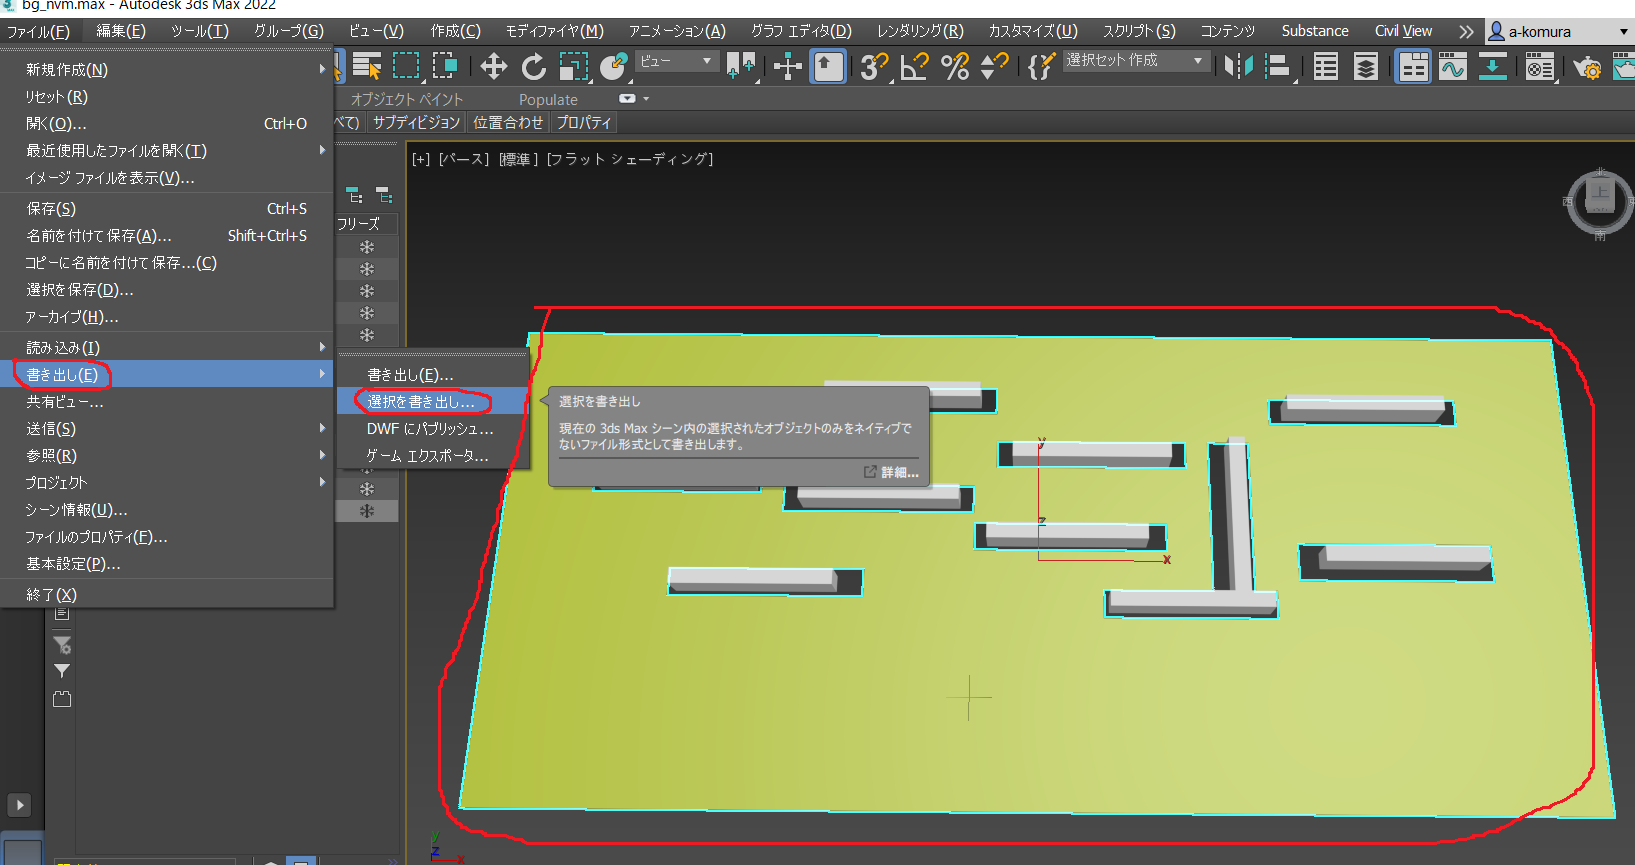 bg_nvm.max - Autodesk 3ds Max 2022
ファイル(F) 編集(E) ツール(T) グループ(G) ビュー(V) 作成(C) モディファイヤ(M) アニメーション(A) グラフ エディタ(D) レンダリング(R) カスタマイズ(U) スクリプト(S) コンテンツ Substance Civil View a-komura
ビュー 選択セット 作成
オブジェクト ペイント Populate
べて) サブディビジョン 位置合わせ プロパティ
[+] [パース] [標準 ] [フラット シェーディング]
フリーズ
新規作成(N)
リセット(R)
開く(O)... Ctrl+O
最近使用したファイルを開く(T)
イメージ ファイルを表示(V)...
保存(S) Ctrl+S
名前を付けて保存(A)... Shift+Ctrl+S
コピーに名前を付けて保存...(C)
選択を保存(D)...
アーカイブ(H)...
読み込み(I)
書き出し(E)
共有ビュー...
送信(S)
参照(R)
プロジェクト
シーン情報(U)...
ファイルのプロパティ(F)...
基本設定(P)...
終了(X)
書き出し(E)...
選択を書き出し...
DWF にパブリッシュ...
ゲーム エクスポータ...
選択を書き出し
現在の 3ds Max シーン内の選択されたオブジェクトのみをネイティブで
ないファイル形式として書き出します。
詳細...
北
西 上 東
南
y
z
x
y
z
x